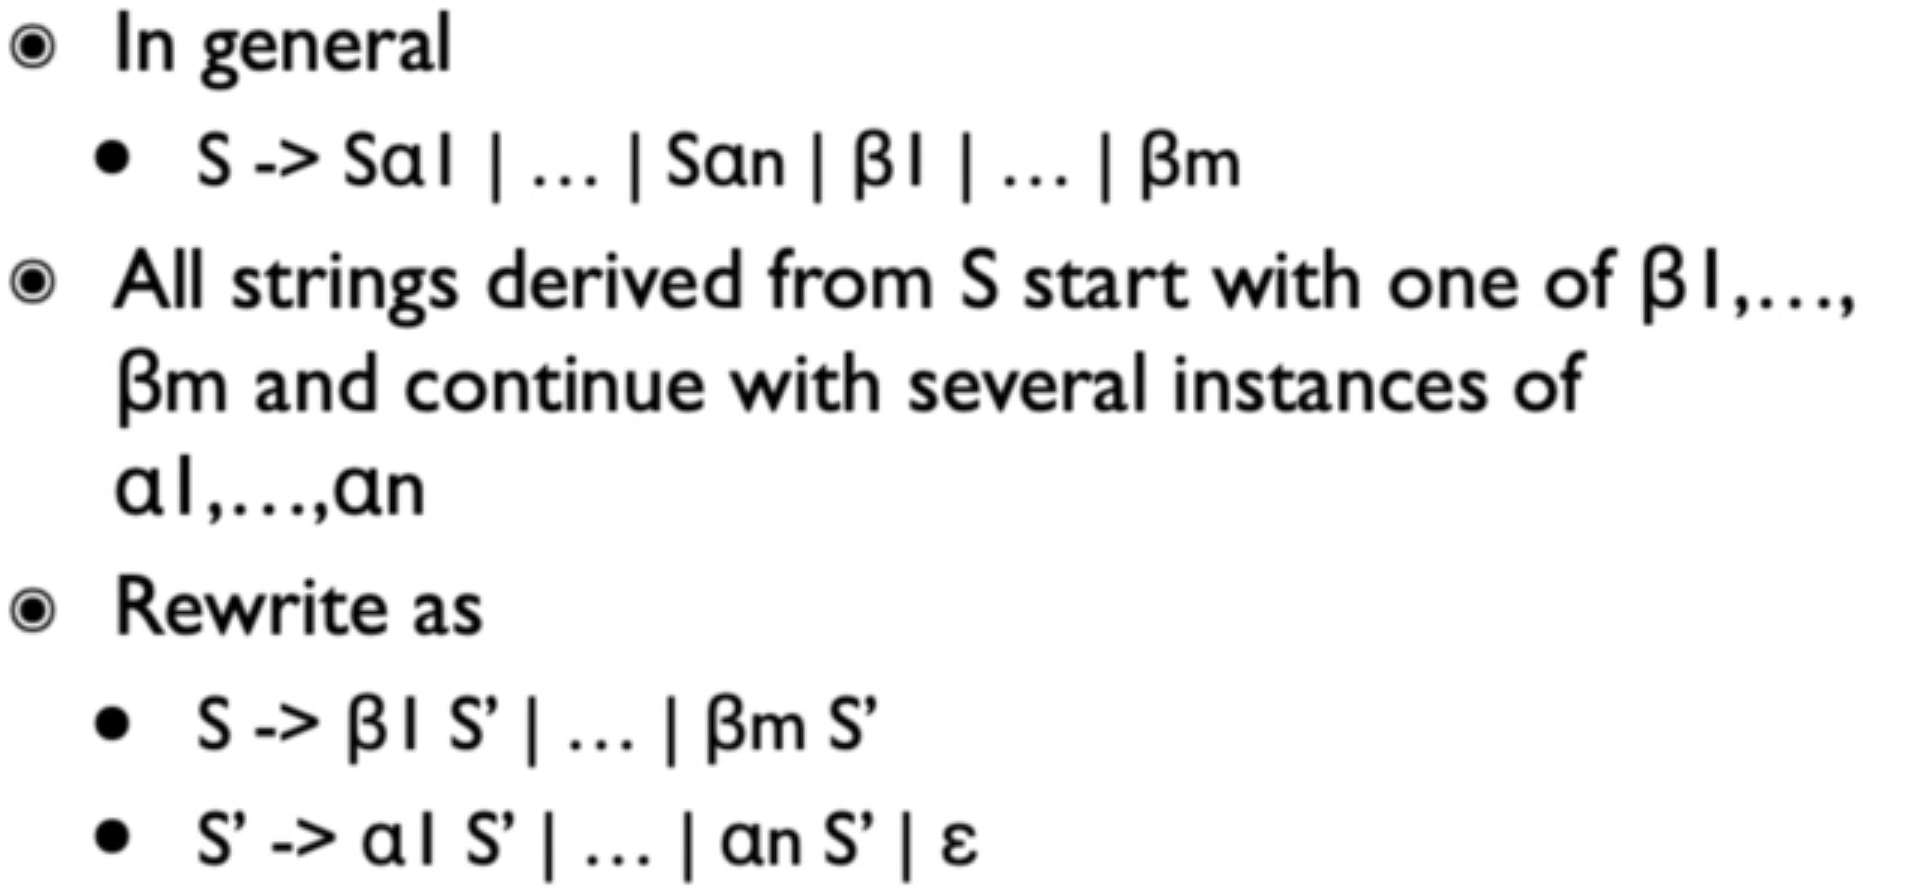 In general
S -> Sα1 | … | Sαn | β1 | … | βm
All strings derived from S start with one of β1,…,
βm and continue with several instances of
α1,…,αn
Rewrite as
S -> β1 S’ | … | βm S’
S’ -> α1 S’ | … | αn S’ | ε